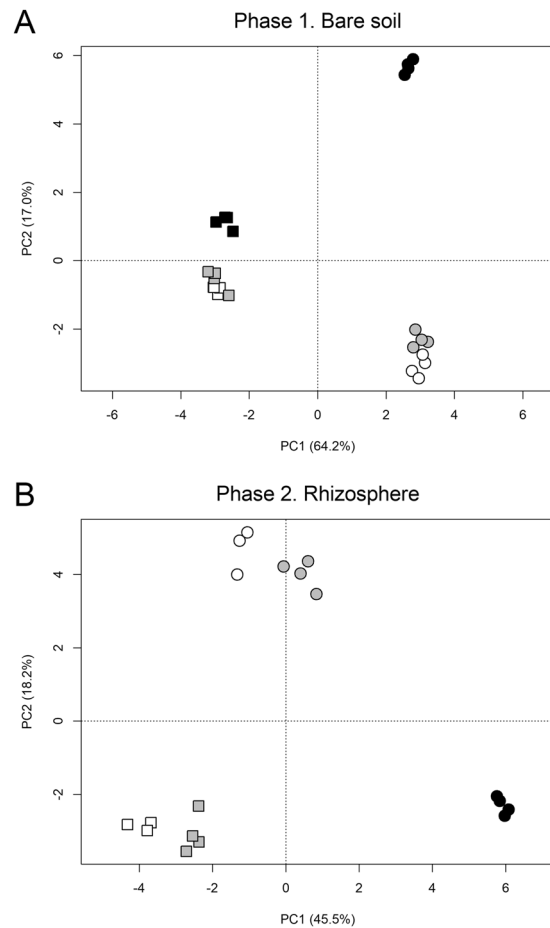 A
Phase 1. Bare soil
6
4
2
0
-2
PC2 (17.0%)
-6 -4 -2 0 2 4 6
PC1 (64.2%)
B
Phase 2. Rhizosphere
4
2
0
-2
PC2 (18.2%)
-4 -2 0 2 4 6
PC1 (45.5%)